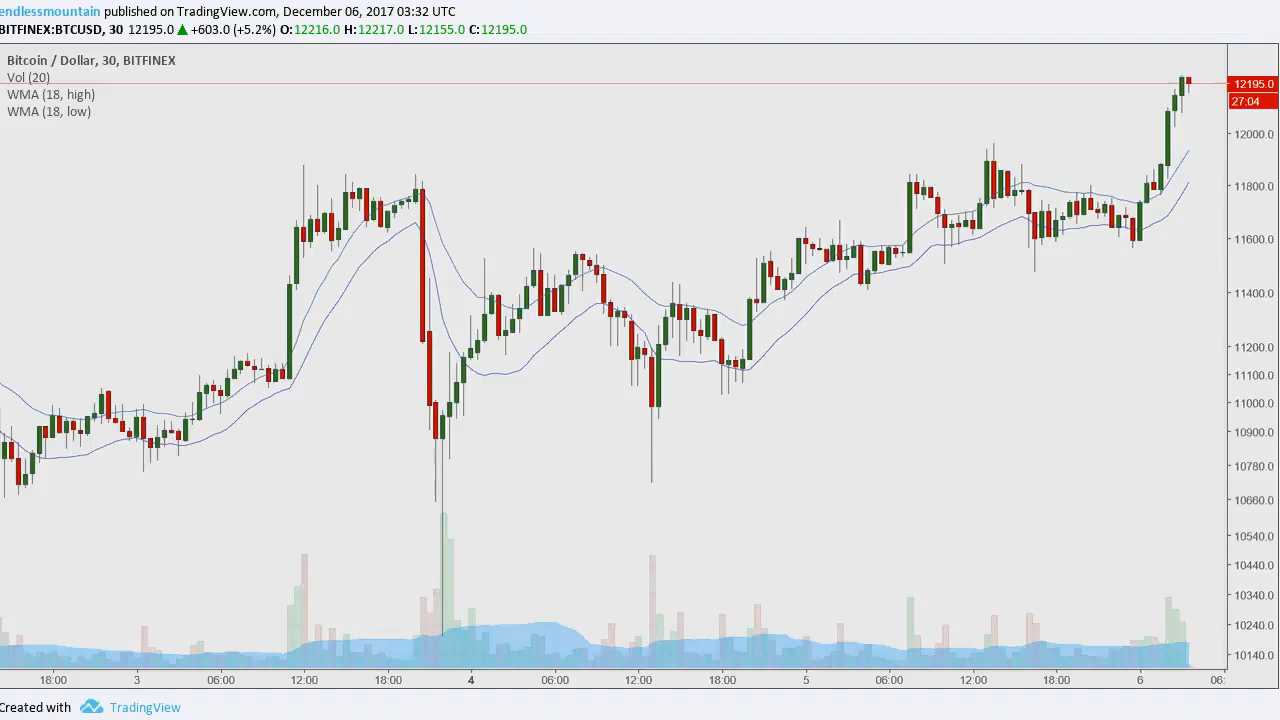 endlessmountain published on TradingView.com, December 06, 2017 03:32 UTC
BITFINEX:BTCUSD, 30 12195.0 ▲ +603.0 (+5.2%) O:12216.0 H:12217.0 L:12155.0 C:12195.0
Bitcoin / Dollar, 30, BITFINEX
Vol (20)
WMA (18, high)
WMA (18, low)
12195.0
27:04
12000.0
11800.0
11600.0
11400.0
11200.0
11100.0
11000.0
10900.0
10780.0
10660.0
10540.0
10440.0
10340.0
10240.0
10140.0
18:00 3 06:00 12:00 18:00 4 06:00 12:00 18:00 5 06:00 12:00 18:00 6 06:
Created with TradingView